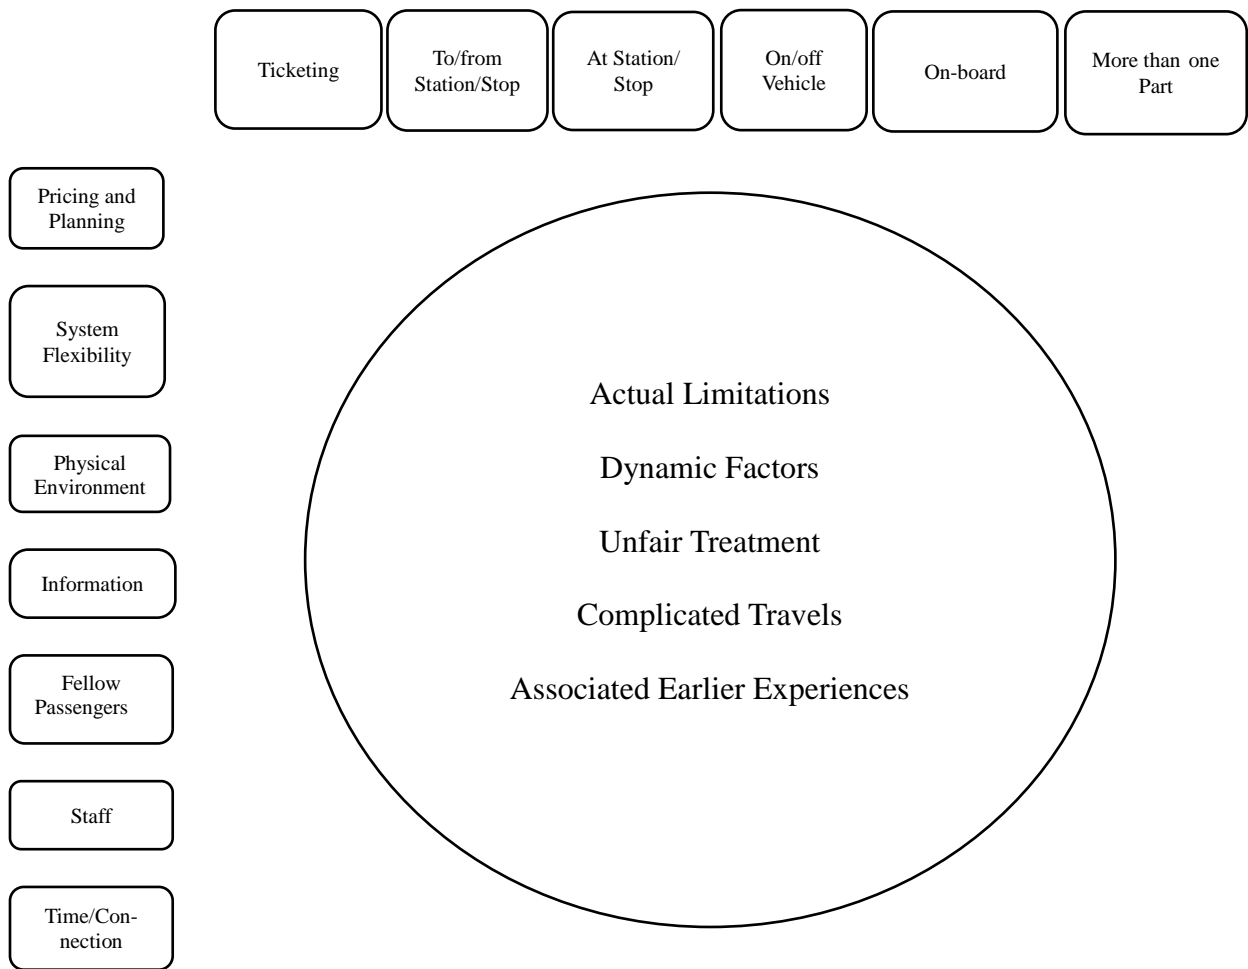 Ticketing
To/from
Station/Stop
At Station/
Stop
On/off
Vehicle
On-board
More than one
Part
Pricing and
Planning
System
Flexibility
Physical
Environment
Information
Fellow
Passengers
Staff
Time/Con-
nection
Actual Limitations
Dynamic Factors
Unfair Treatment
Complicated Travels
Associated Earlier Experiences